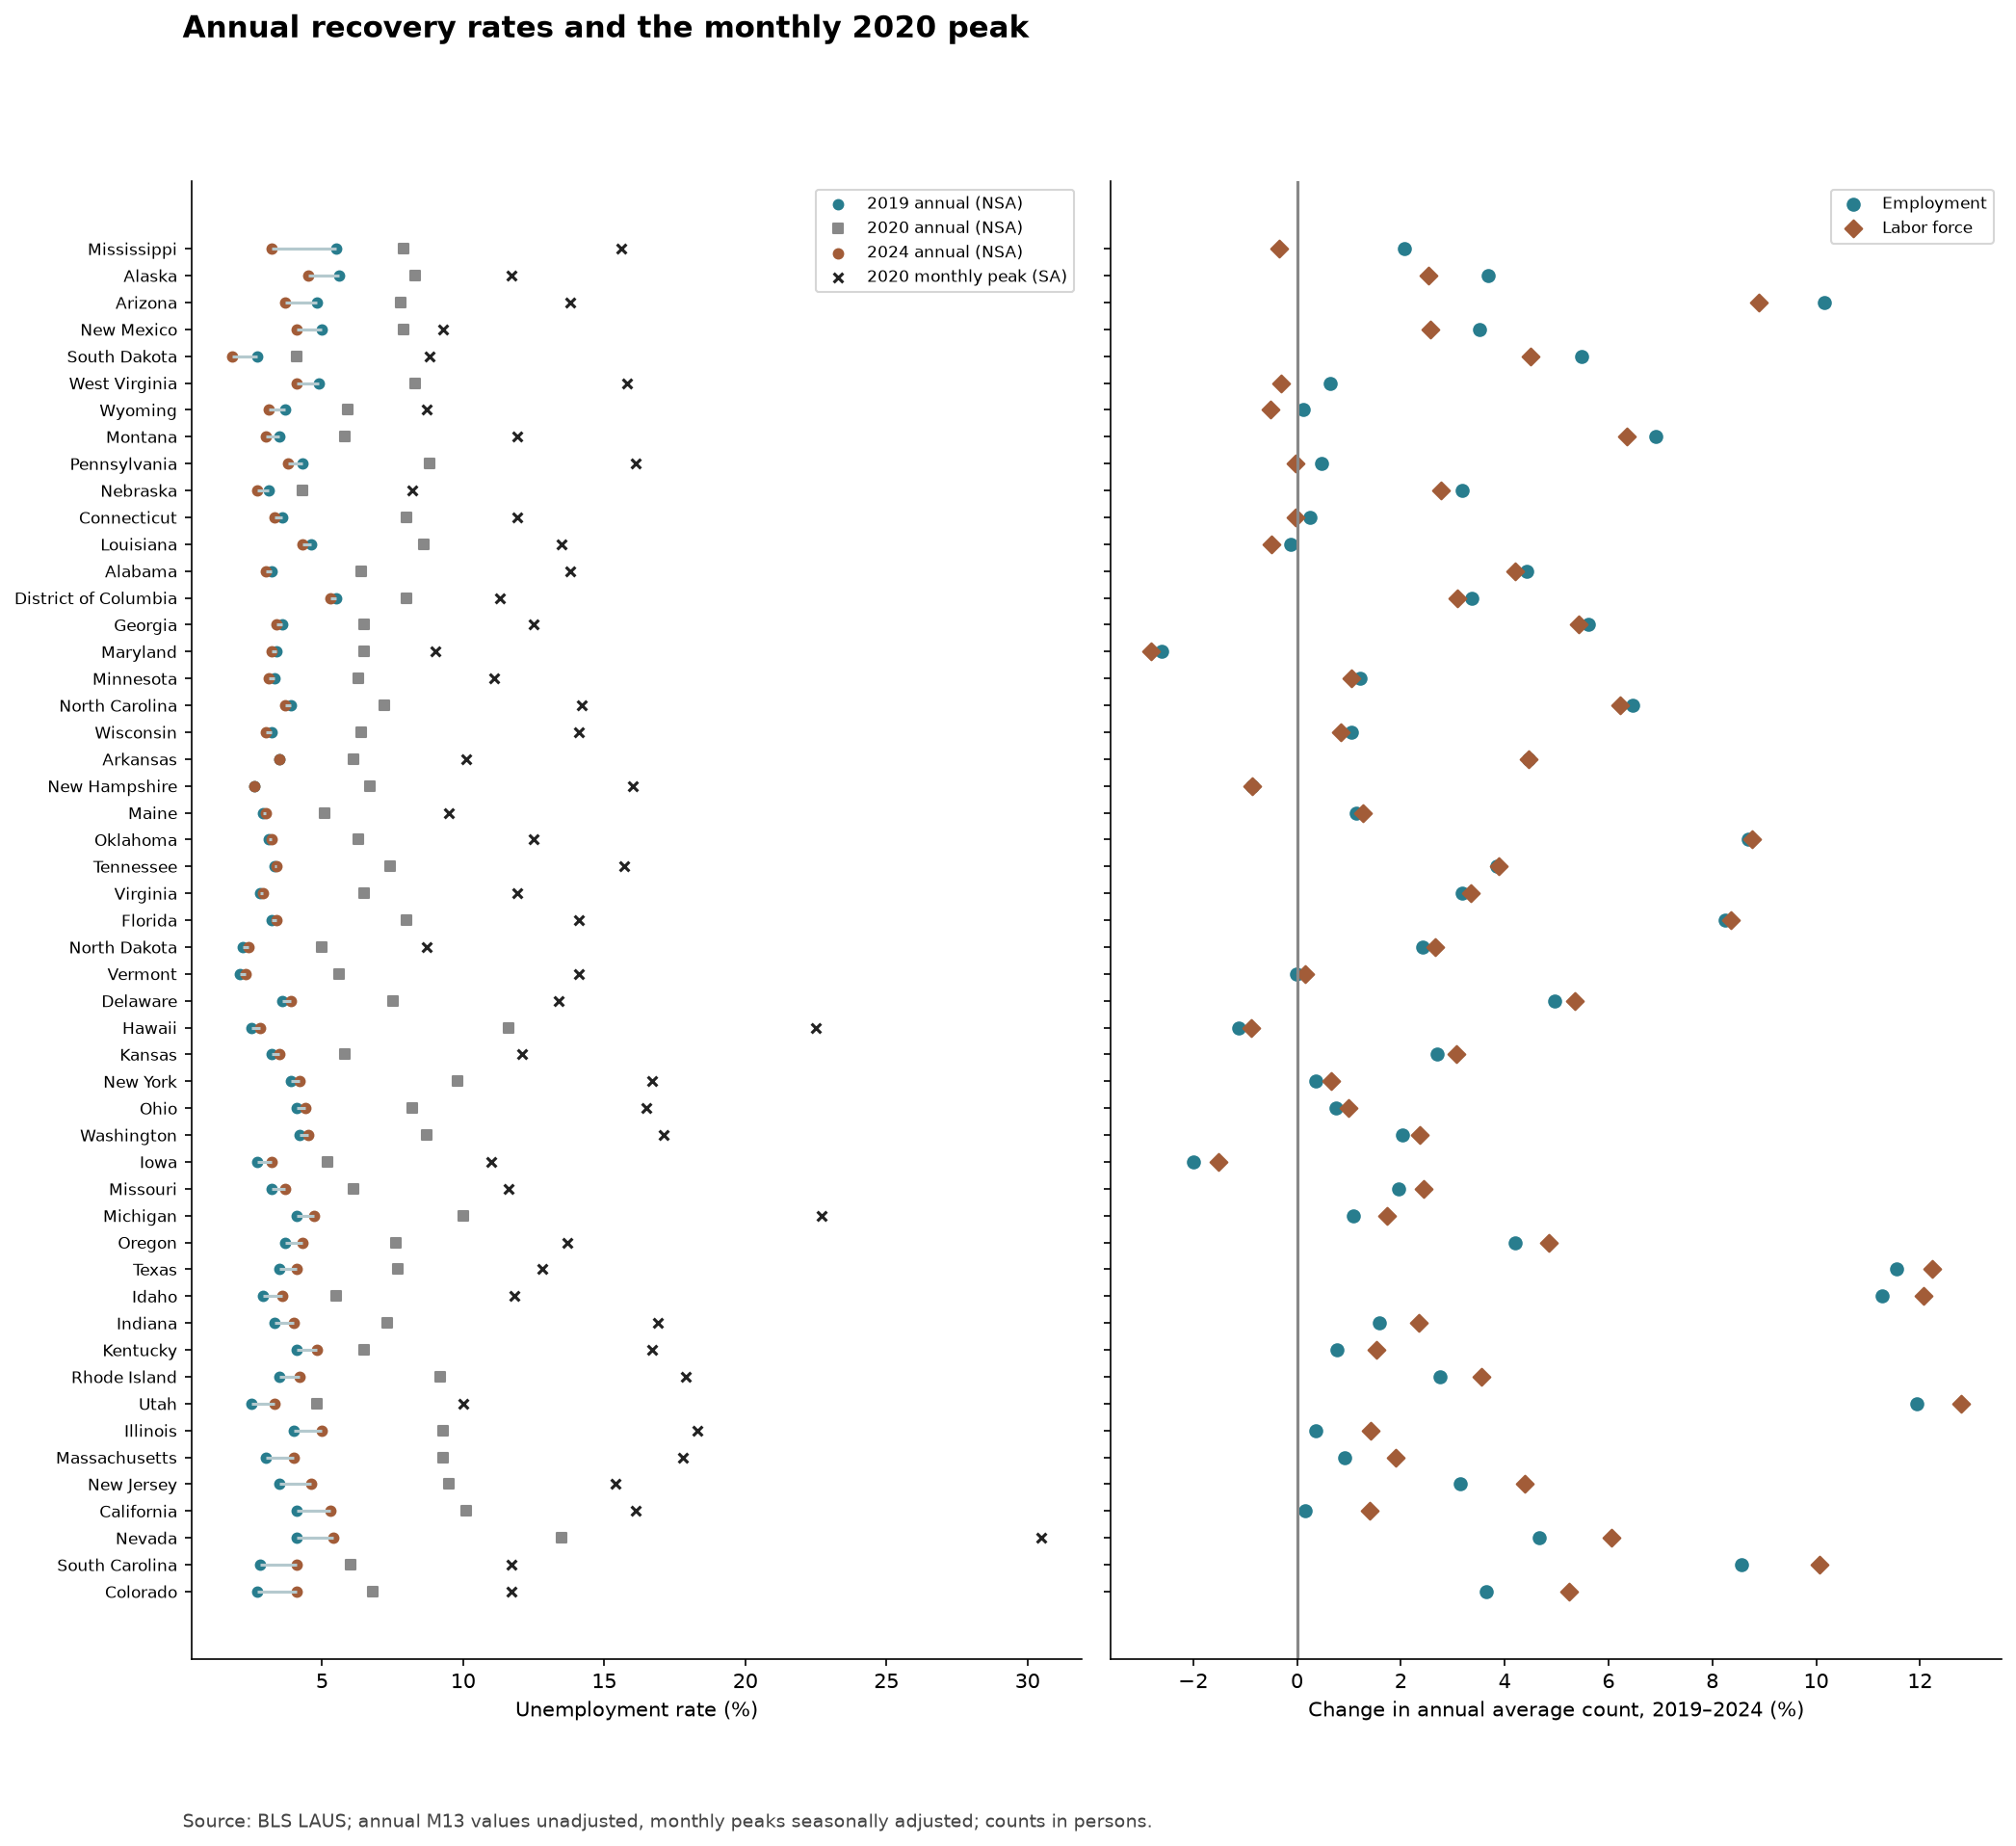 Annual recovery rates and the monthly 2020 peak
2019 annual (NSA)
2020 annual (NSA)
2024 annual (NSA)
2020 monthly peak (SA)
Employment
Labor force
Mississippi
Alaska
Arizona
New Mexico
South Dakota
West Virginia
Wyoming
Montana
Pennsylvania
Nebraska
Connecticut
Louisiana
Alabama
District of Columbia
Georgia
Maryland
Minnesota
North Carolina
Wisconsin
Arkansas
New Hampshire
Maine
Oklahoma
Tennessee
Virginia
Florida
North Dakota
Vermont
Delaware
Hawaii
Kansas
New York
Ohio
Washington
Iowa
Missouri
Michigan
Oregon
Texas
Idaho
Indiana
Kentucky
Rhode Island
Utah
Illinois
Massachusetts
New Jersey
California
Nevada
South Carolina
Colorado
5 10 15 20 25 30
Unemployment rate (%)
−2 0 2 4 6 8 10 12
Change in annual average count, 2019–2024 (%)
Source: BLS LAUS; annual M13 values unadjusted, monthly peaks seasonally adjusted; counts in persons.